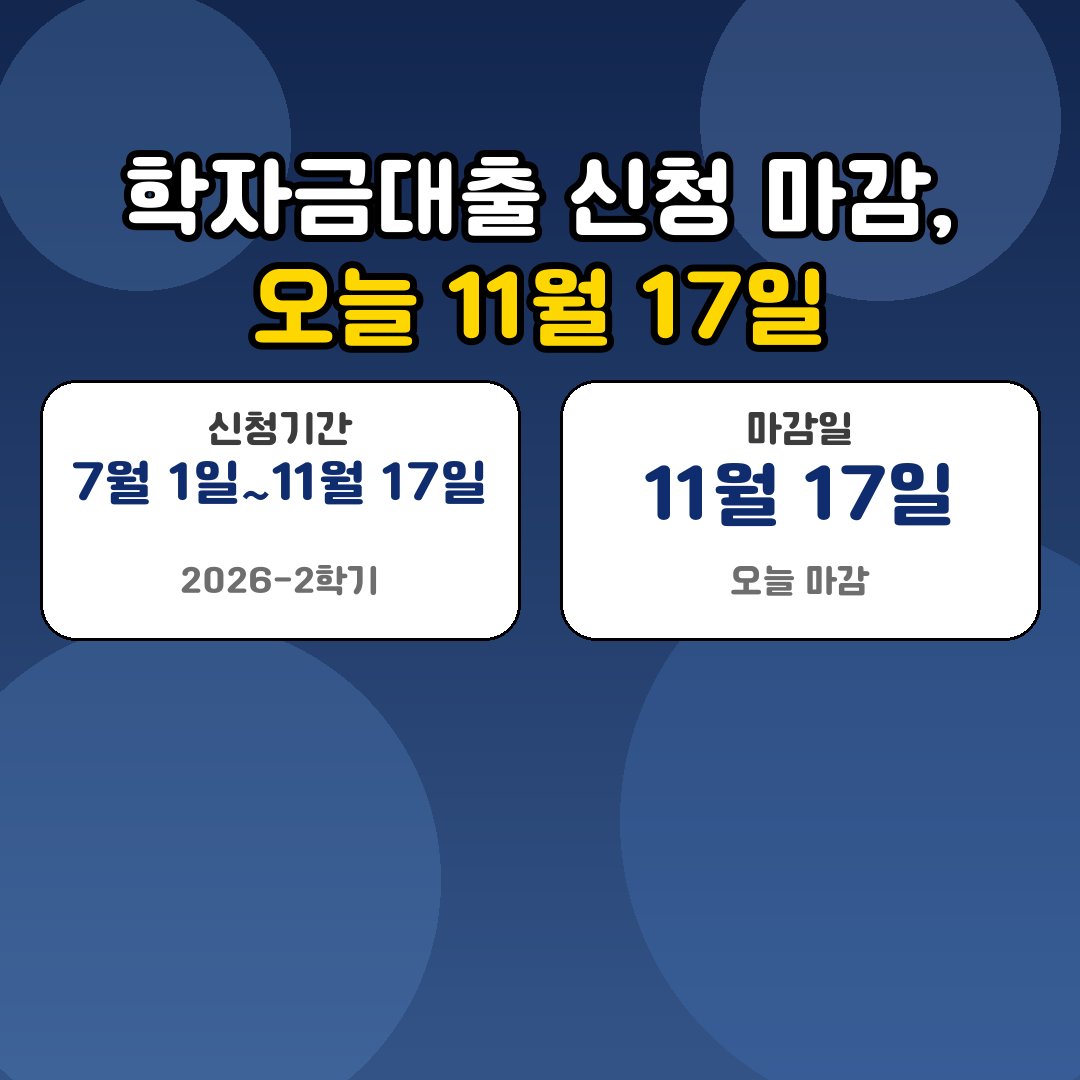 학자금대출 신청 마감,
오늘 11월 17일
신청기간
7월 1일~11월 17일
2026-2학기
마감일
11월 17일
오늘 마감